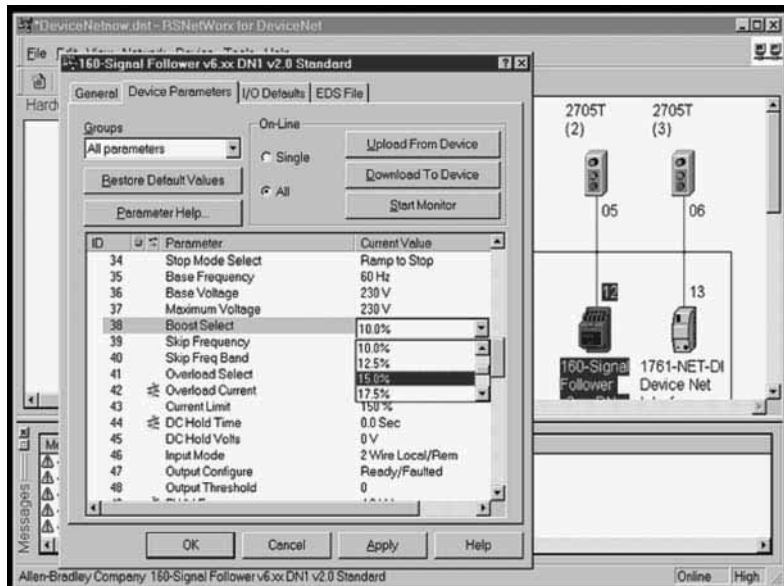 *DeviceNetnow.dnt - RSNetWorx for DeviceNet
File Edit View Network Device Tools Help
160-Signal Follower v6.xx DN1 v2.0 Standard
General Device Parameters I/O Defaults EDS File
Groups
All parameters
Restore Default Values
Parameter Help...
On-Line
Single
All
Upload From Device
Download To Device
Start Monitor
ID Parameter Current Value
34 Stop Mode Select Ramp to Stop
35 Base Frequency 60 Hz
36 Base Voltage 230 V
37 Maximum Voltage 230 V
38 Boost Select 10.0%
39 Skip Frequency
40 Skip Freq Band
41 Overload Select
42 Overload Current
10.0%
12.5%
15.0%
17.5%
43 Current Limit 150 %
44 DC Hold Time 0.0 Sec
45 DC Hold Volts 0 V
46 Input Mode 2 Wire Local/Rem
47 Output Configure Ready/Faulted
48 Output Threshold 0
OK Cancel Apply Help
Hard
2705T
(2)
2705T
(3)
05
06
12
13
160-Signal
Follower
1761-NET-DI
Device Net
Messages
Allen-Bradley Company 160-Signal Follower v6.xx DN1 v2.0 Standard
Online High